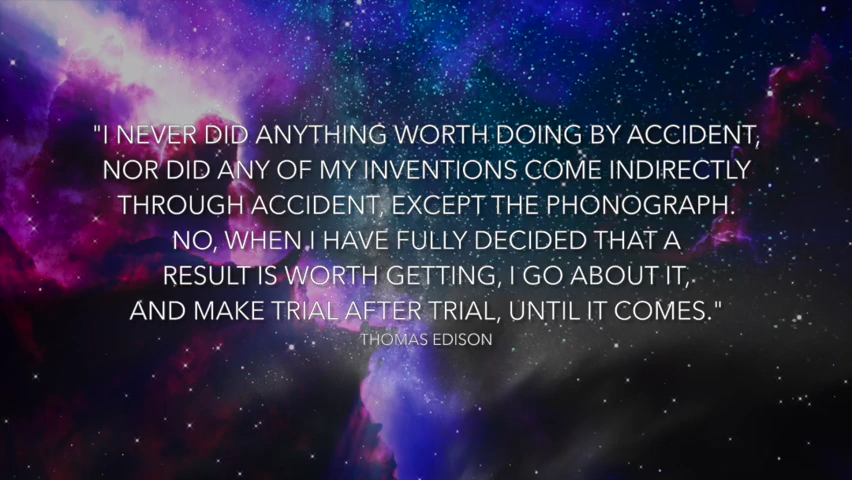 "I NEVER DID ANYTHING WORTH DOING BY ACCIDENT,
NOR DID ANY OF MY INVENTIONS COME INDIRECTLY
THROUGH ACCIDENT, EXCEPT THE PHONOGRAPH.
NO, WHEN I HAVE FULLY DECIDED THAT A
RESULT IS WORTH GETTING, I GO ABOUT IT,
AND MAKE TRIAL AFTER TRIAL, UNTIL IT COMES."
THOMAS EDISON